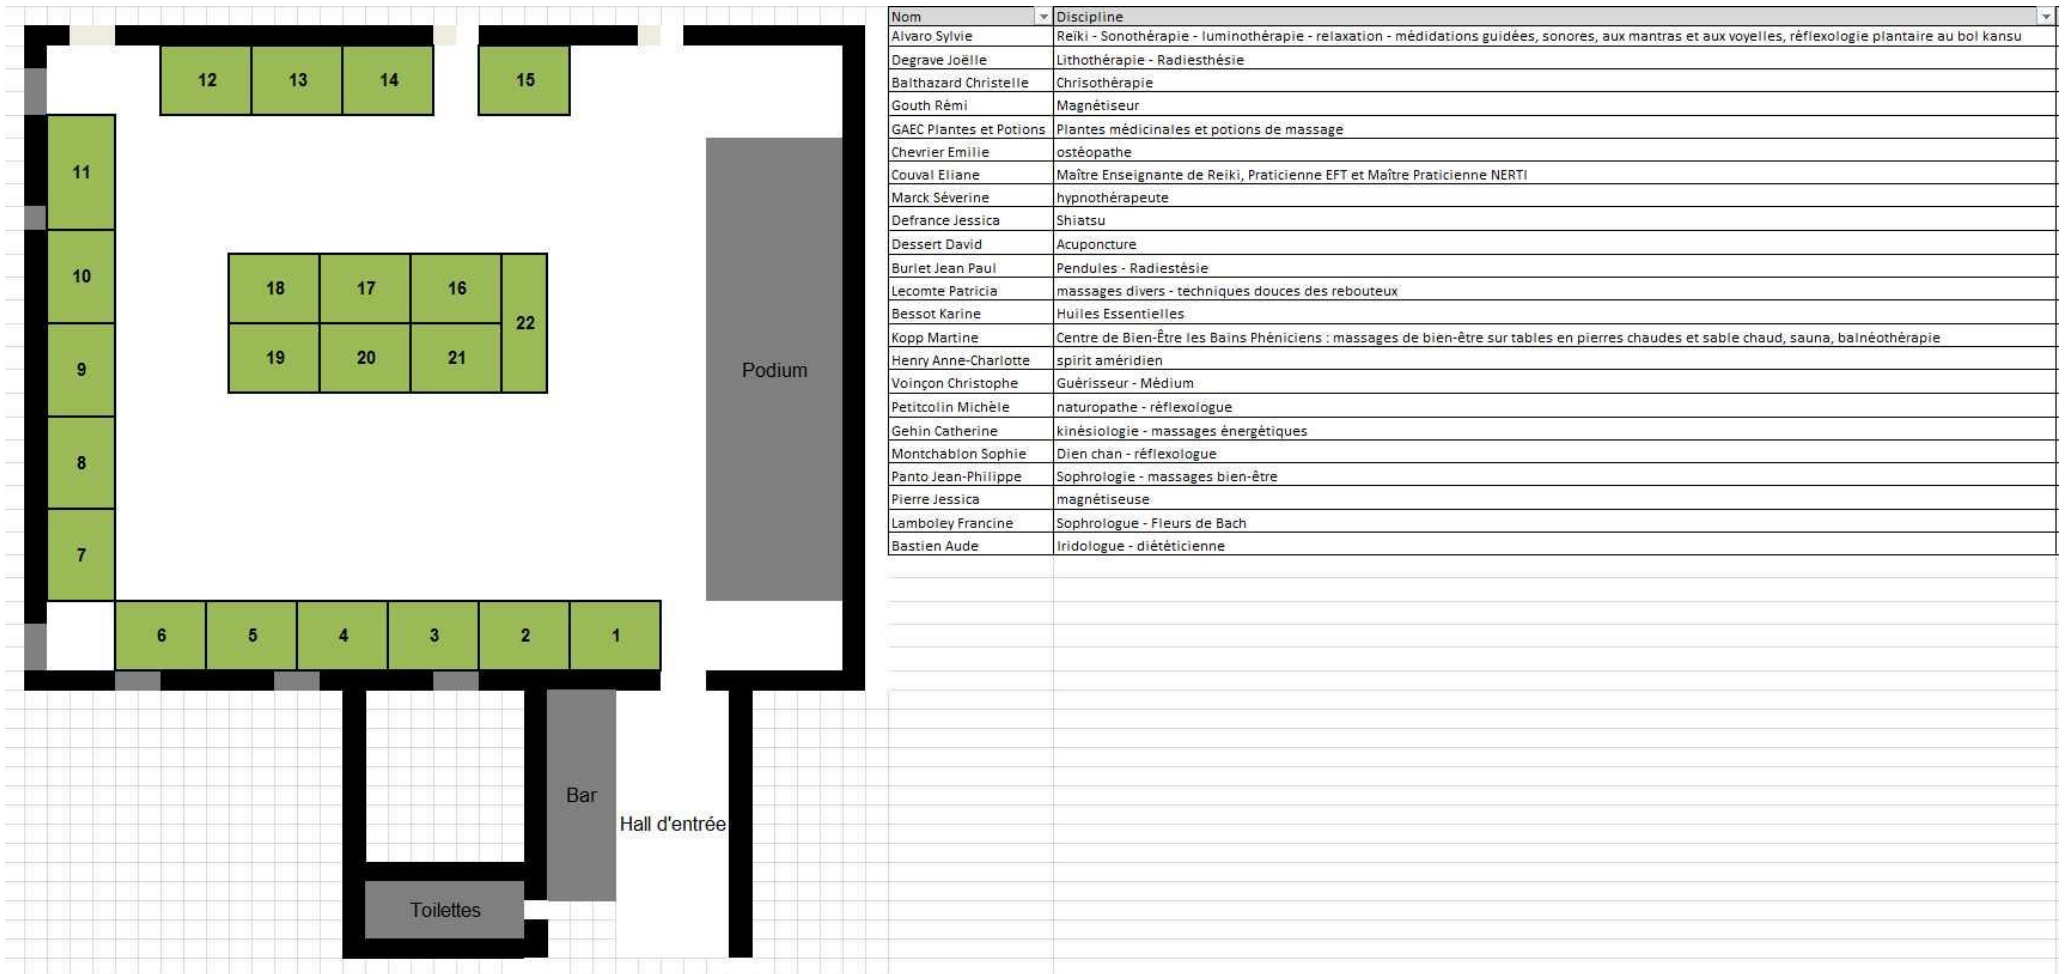 Nom Discipline
Alvaro Sylvie Reïki - Sonothérapie - luminothérapie - relaxation - médidations guidées, sonores, aux mantras et aux voyelles, réflexologie plantaire au bol kansu
Degrave Joëlle Lithothérapie - Radiesthésie
Balthazard Christelle Chrisothérapie
Gouth Rémi Magnétiseur
GAEC Plantes et Potions Plantes médicinales et potions de massage
Chevrier Emilie ostéopathe
Couval Eliane Maître Enseignante de Reiki, Praticienne EFT et Maître Praticienne NERTI
Marck Séverine hypnothérapeute
Defrance Jessica Shiatsu
Dessert David Acuponcture
Burlet Jean Paul Pendules - Radiestésie
Lecomte Patricia massages divers - techniques douces des rebouteux
Bessot Karine Huiles Essentielles
Kopp Martine Centre de Bien-Être les Bains Phéniciens : massages de bien-être sur tables en pierres chaudes et sable chaud, sauna, balnéothérapie
Henry Anne-Charlotte spirit améridien
Voinçon Christophe Guérisseur - Médium
Petitcolin Michèle naturopathe - réflexologue
Gehin Catherine kinésiologie - massages énergétiques
Montchablon Sophie Dien chan - réflexologue
Panto Jean-Philippe Sophrologie - massages bien-être
Pierre Jessica magnétiseuse
Lamboley Francine Sophrologue - Fleurs de Bach
Bastien Aude Iridologue - diététicienne
12 13 14 15
11
10
18 17 16
22
19 20 21
9
Podium
8
7
6 5 4 3 2 1
Bar
Hall d'entrée
Toilettes